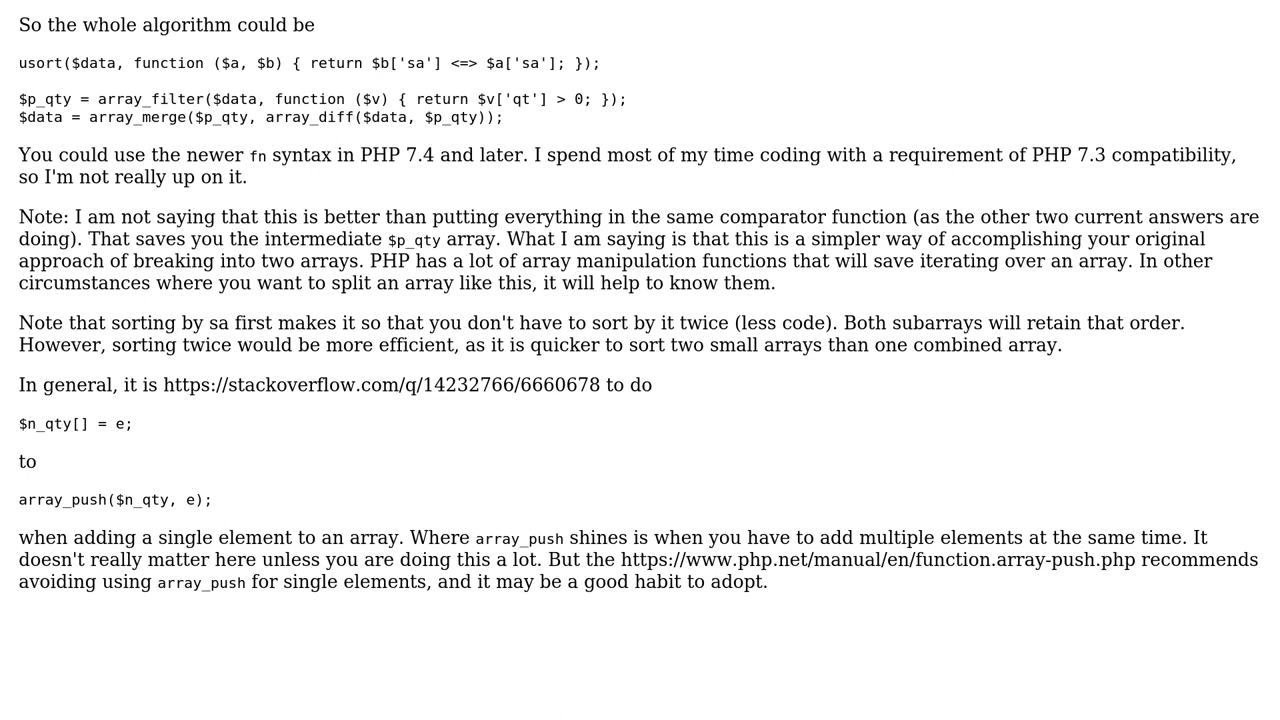 So the whole algorithm could be
usort($data, function ($a, $b) { return $b['sa'] <=> $a['sa']; });
$p_qty = array_filter($data, function ($v) { return $v['qt'] > 0; });
$data = array_merge($p_qty, array_diff($data, $p_qty));
You could use the newer fn syntax in PHP 7.4 and later. I spend most of my time coding with a requirement of PHP 7.3 compatibility,
so I'm not really up on it.
Note: I am not saying that this is better than putting everything in the same comparator function (as the other two current answers are
doing). That saves you the intermediate $p_qty array. What I am saying is that this is a simpler way of accomplishing your original
approach of breaking into two arrays. PHP has a lot of array manipulation functions that will save iterating over an array. In other
circumstances where you want to split an array like this, it will help to know them.
Note that sorting by sa first makes it so that you don't have to sort by it twice (less code). Both subarrays will retain that order.
However, sorting twice would be more efficient, as it is quicker to sort two small arrays than one combined array.
In general, it is https://stackoverflow.com/q/14232766/6660678 to do
$n_qty[] = e;
to
array_push($n_qty, e);
when adding a single element to an array. Where array_push shines is when you have to add multiple elements at the same time. It
doesn't really matter here unless you are doing this a lot. But the https://www.php.net/manual/en/function.array-push.php recommends
avoiding using array_push for single elements, and it may be a good habit to adopt.